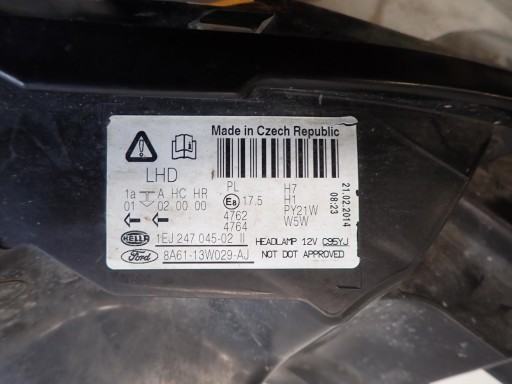 Made in Czech Republic
LHD
1a A HC HR
01 02 00 00
PL
E8 17.5
4762
4764
H7
H1
PY21W
W5W
21.02.2014
08:23
HELLA 1EJ 247 045-02 II
HEADLAMP 12V C95YJ
Ford 8A61-13W029-AJ
NOT DOT APPROVED